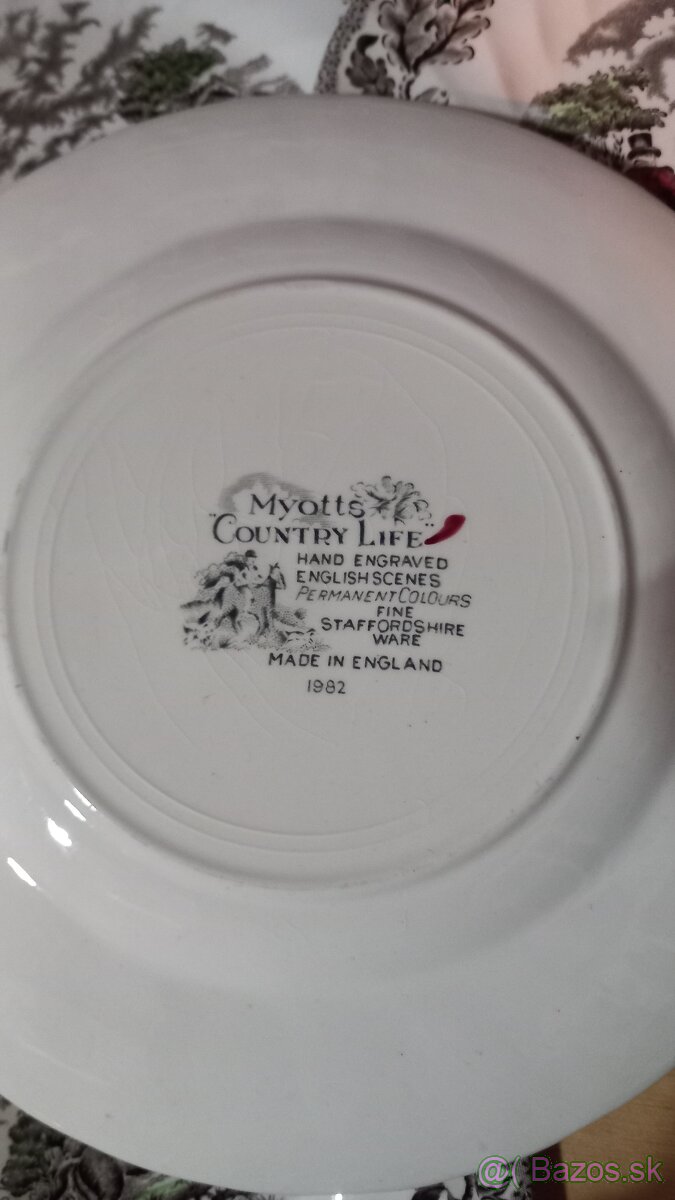 Myotts
"COUNTRY LIFE"
HAND ENGRAVED
ENGLISH SCENES
PERMANENT COLOURS
FINE
STAFFORDSHIRE
WARE
MADE IN ENGLAND
1982
@( Bazos.sk